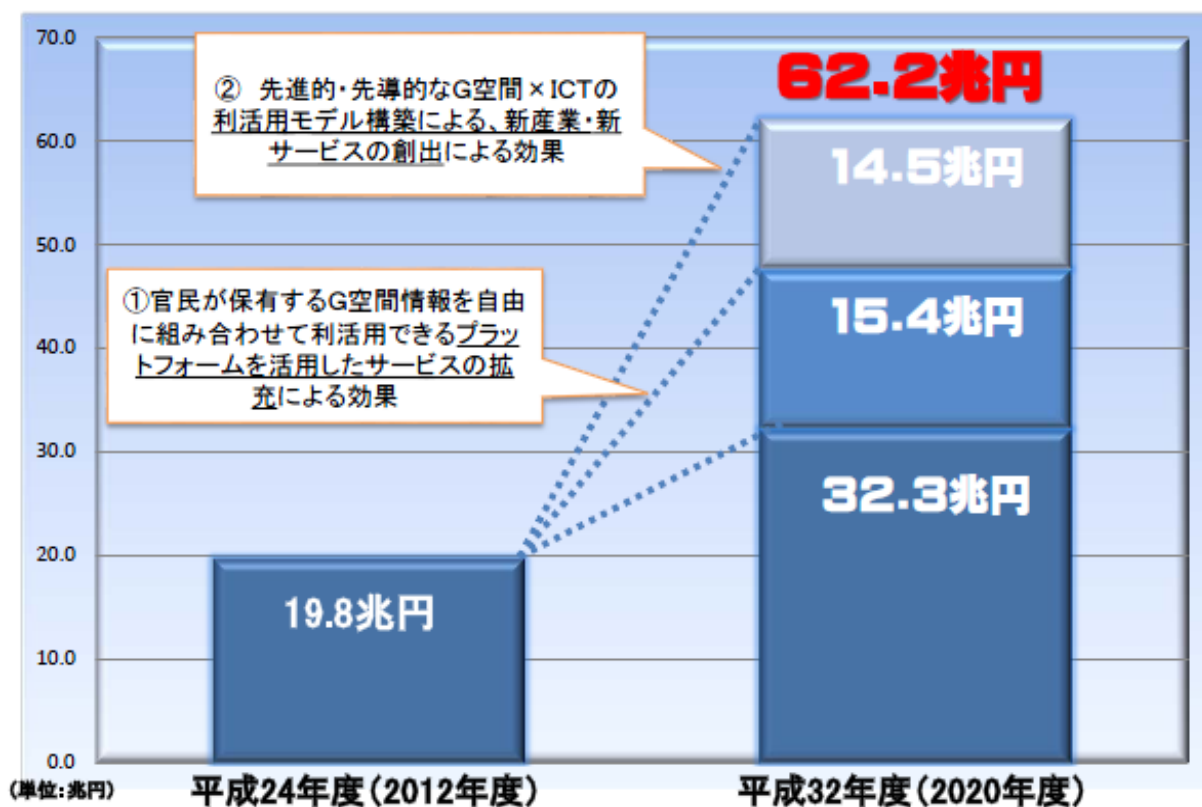 70.0
60.0
50.0
40.0
30.0
20.0
10.0
0.0
(単位:兆円)
② 先進的・先導的なG空間×ICTの
利活用モデル構築による、新産業・新
サービスの創出による効果
①官民が保有するG空間情報を自由
に組み合わせて利活用できるプラッ
トフォームを活用したサービスの拡
充による効果
62.2兆円
14.5兆円
15.4兆円
32.3兆円
19.8兆円
平成24年度(2012年度)
平成32年度(2020年度)